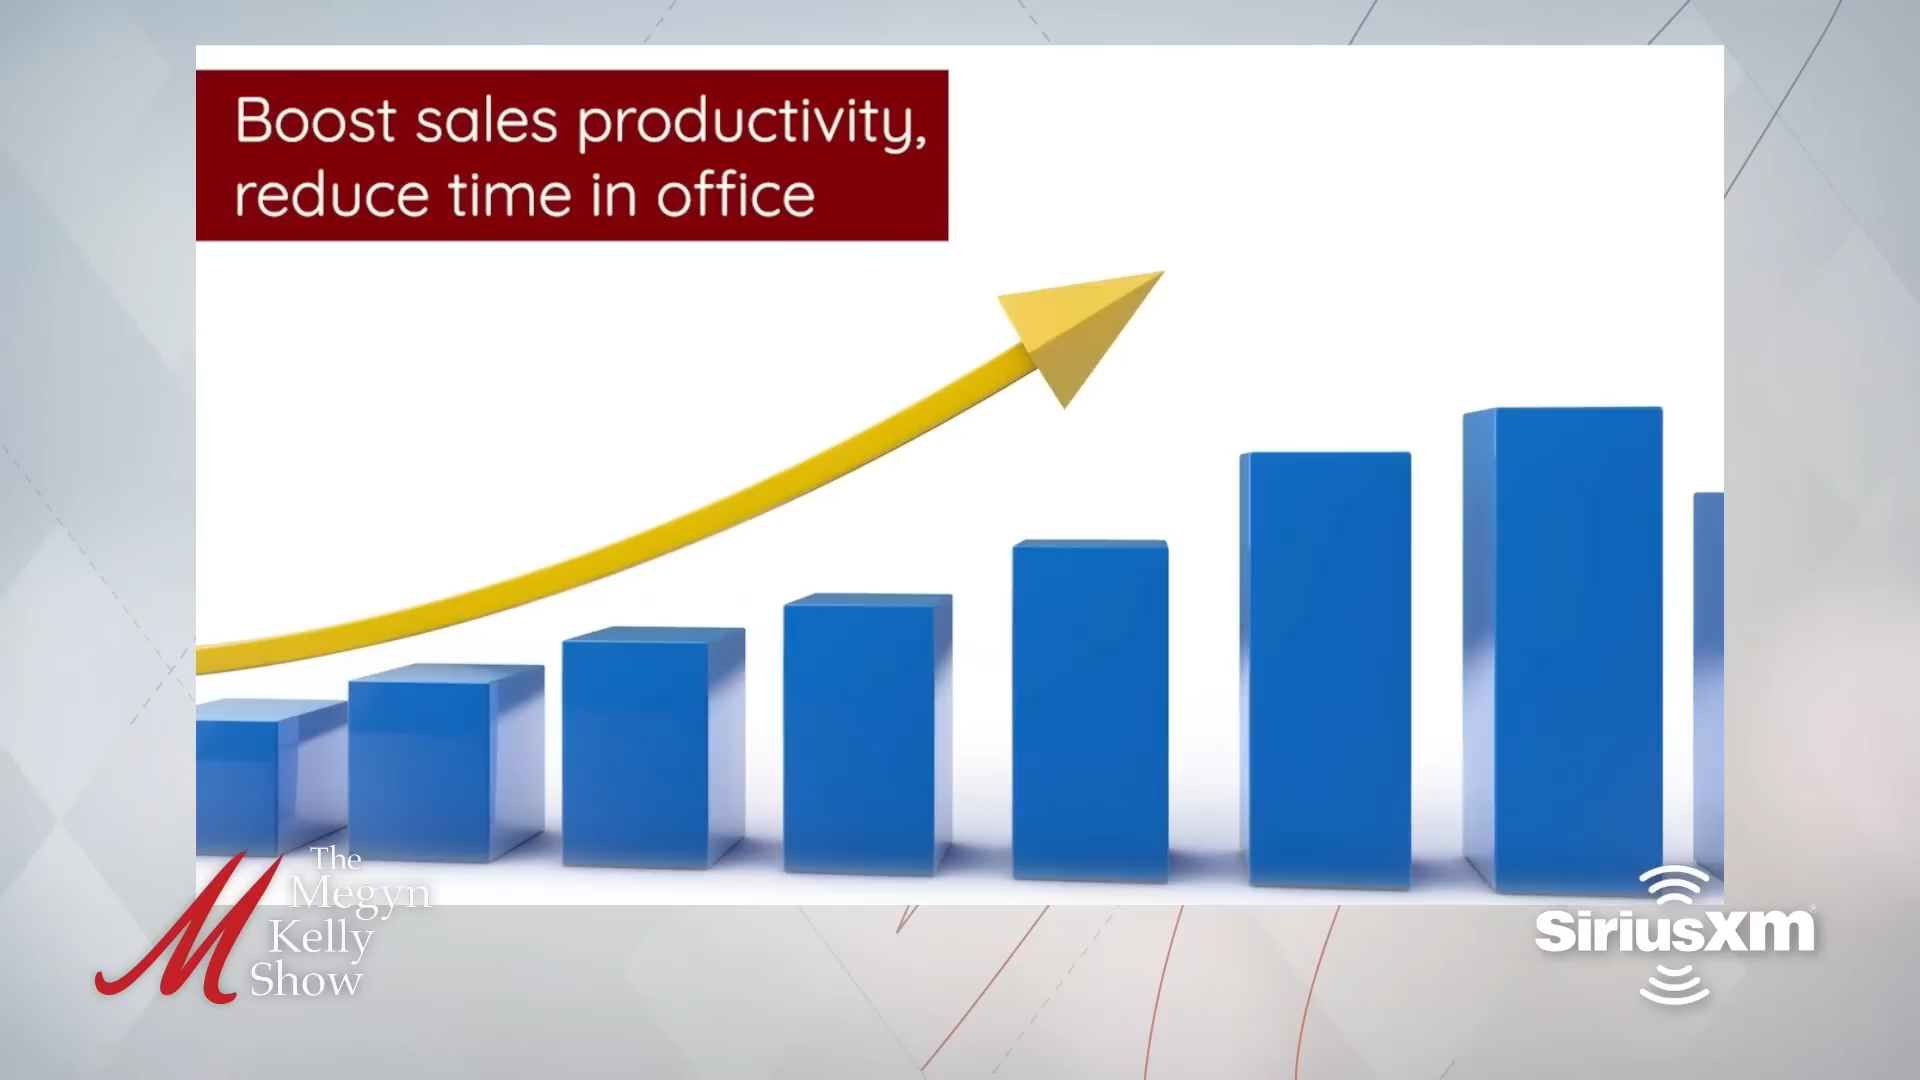 Boost sales productivity,
reduce time in office
The
Megyn
Kelly
Show
SiriusXM